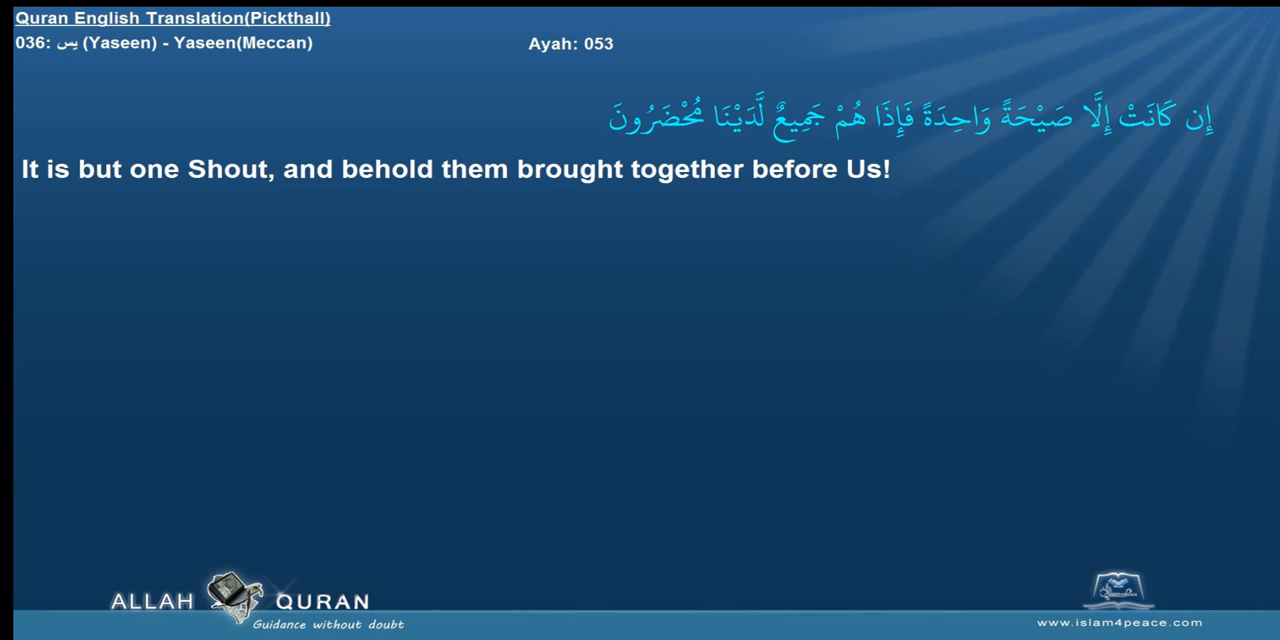 Quran English Translation(Pickthall)
036: يس (Yaseen) - Yaseen(Meccan)
Ayah: 053
إِن كَانَتْ إِلَّا صَيْحَةً وَاحِدَةً فَإِذَا هُمْ جَمِيعٌ لَّدَيْنَا مُحْضَرُونَ
It is but one Shout, and behold them brought together before Us!
ALLAH QURAN
Guidance without doubt
www.islam4peace.com